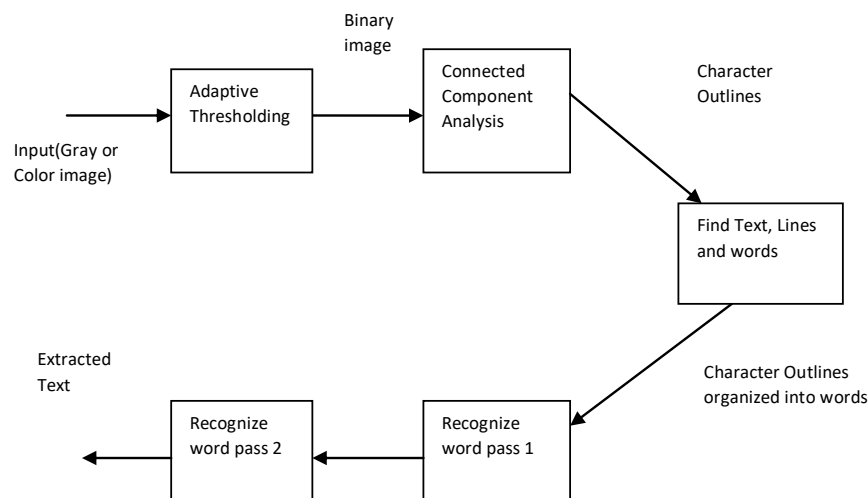 Binary
image
Adaptive
Thresholding
Connected
Component
Analysis
Character
Outlines
Input(Gray or
Color image)
Find Text, Lines
and words
Extracted
Text
Character Outlines
organized into words
Recognize
word pass 2
Recognize
word pass 1